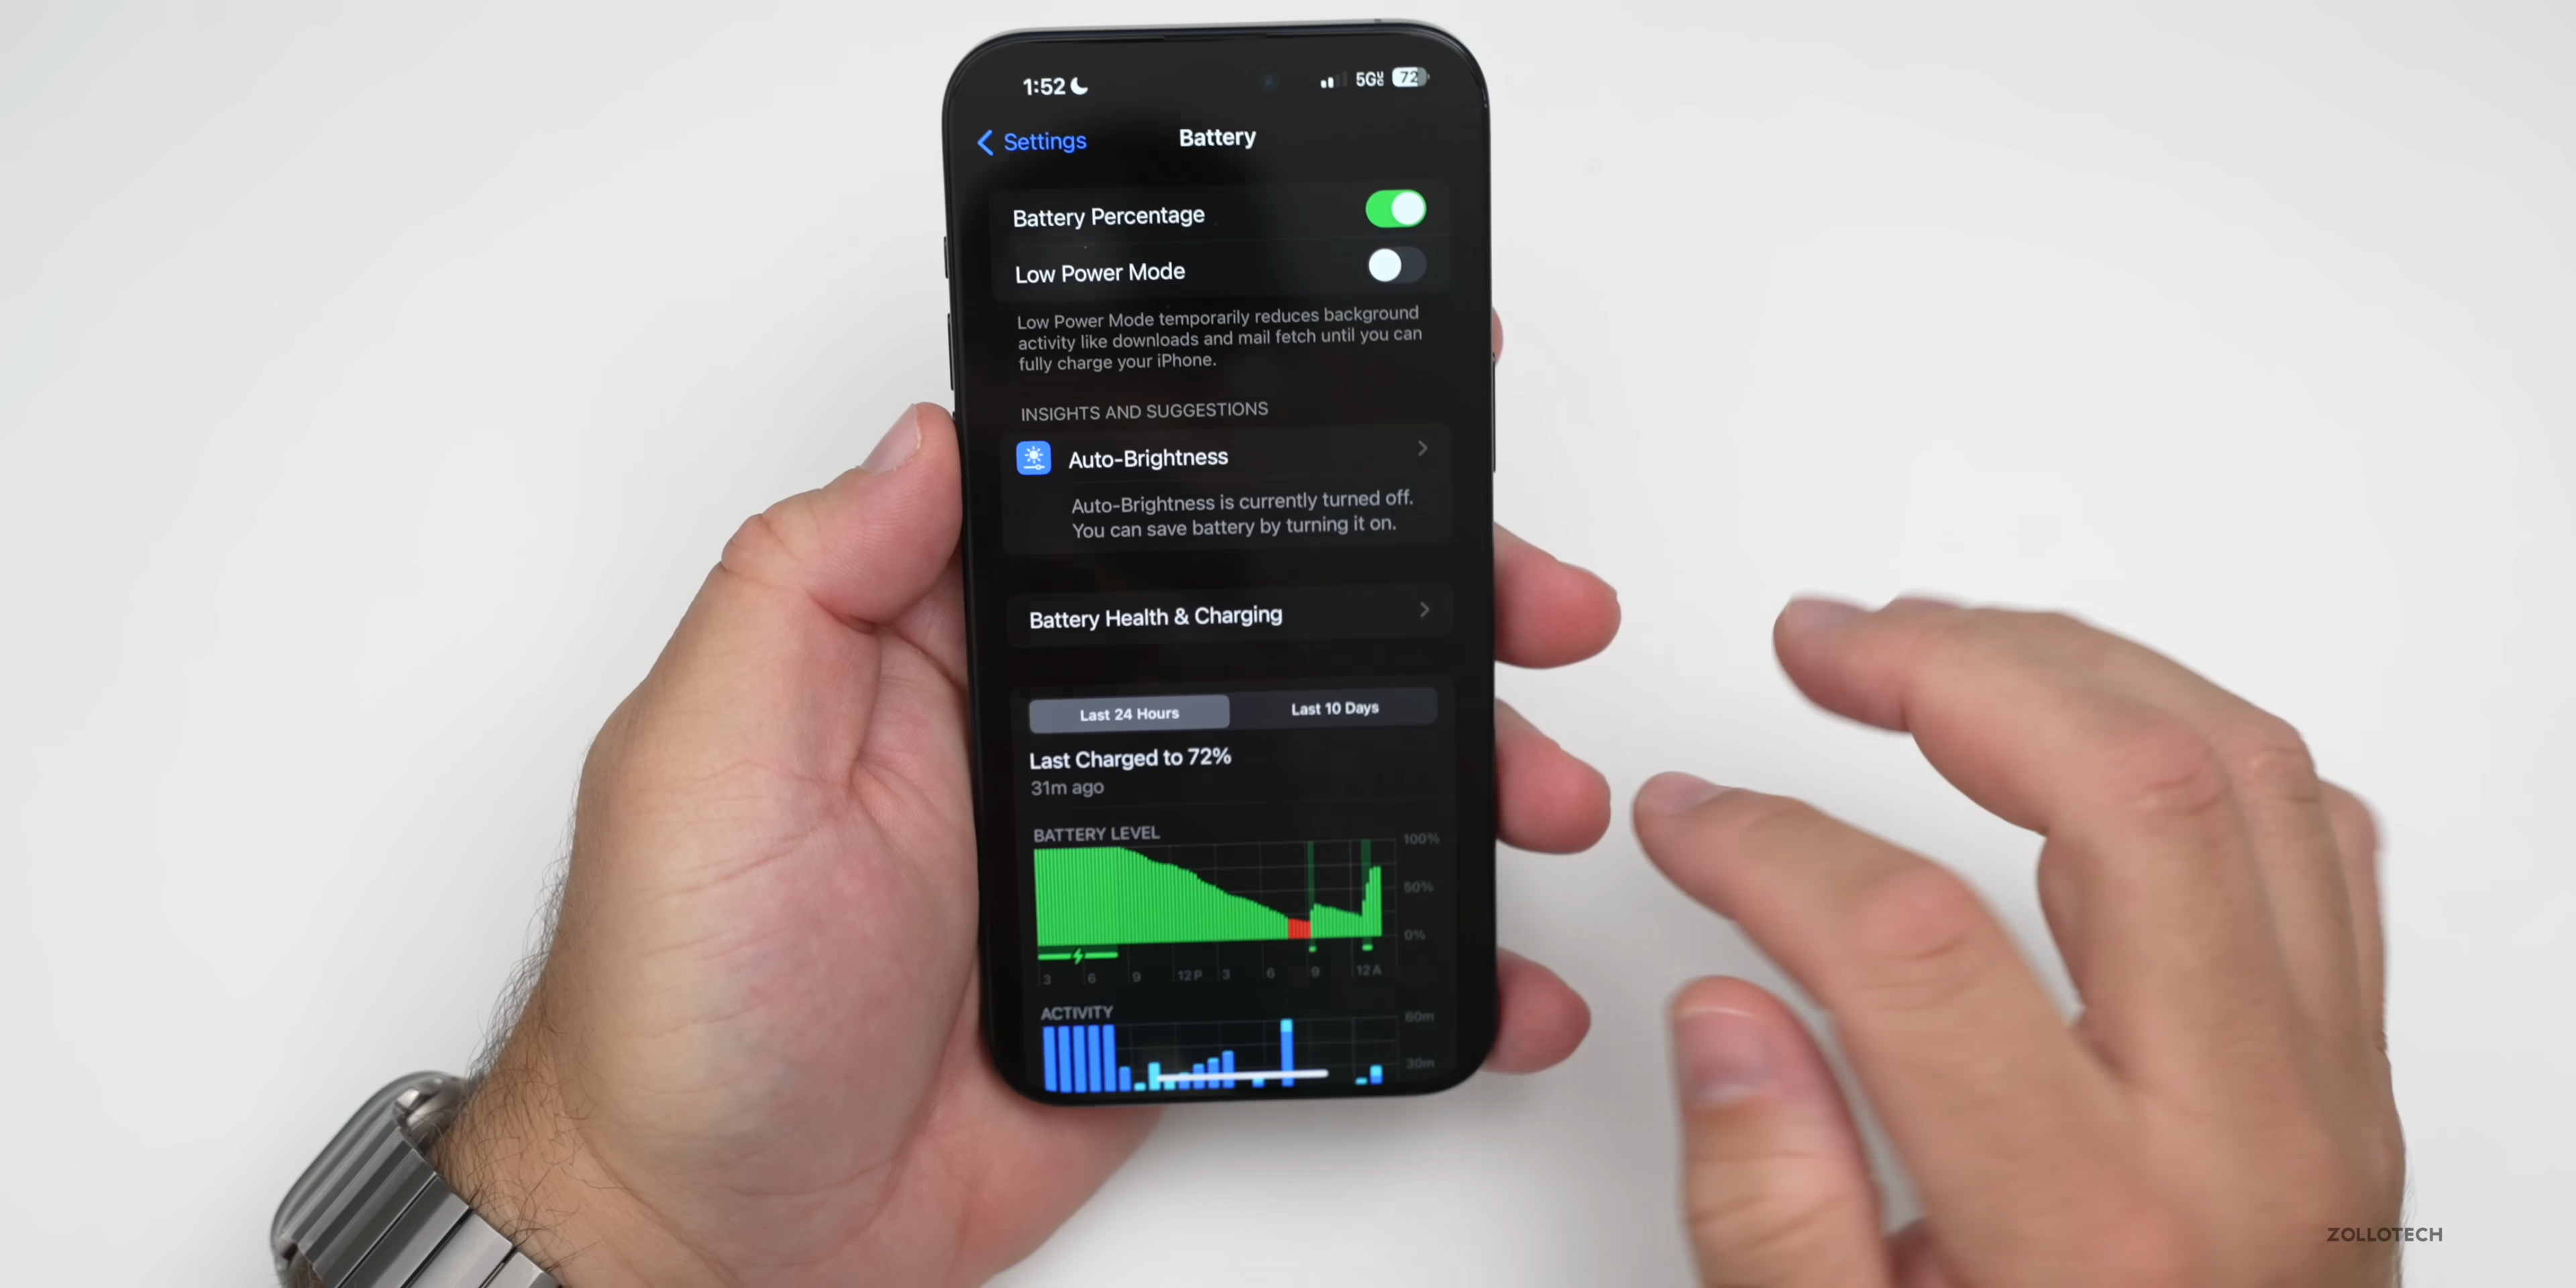 1:52
5G 72
Settings
Battery
Battery Percentage
Low Power Mode
Low Power Mode temporarily reduces background
activity like downloads and mail fetch until you can
fully charge your iPhone.
INSIGHTS AND SUGGESTIONS
Auto-Brightness
Auto-Brightness is currently turned off.
You can save battery by turning it on.
Battery Health & Charging
Last 24 Hours
Last 10 Days
Last Charged to 72%
31m ago
BATTERY LEVEL
100%
50%
0%
3 6 9 12 P 3 6 9 12 A
ACTIVITY
60m
30m
ZOLLOTECH